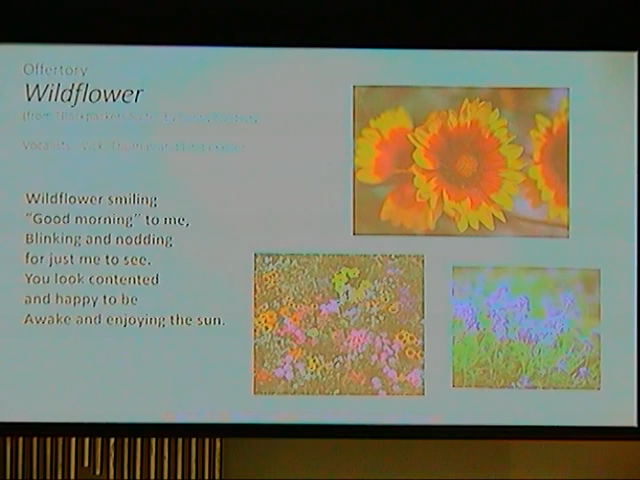 Offertory
Wildflower
(from
Vocalists:
Wildflower smiling
"Good morning" to me,
Blinking and nodding
for just me to see.
You look contented
and happy to be
Awake and enjoying the sun.